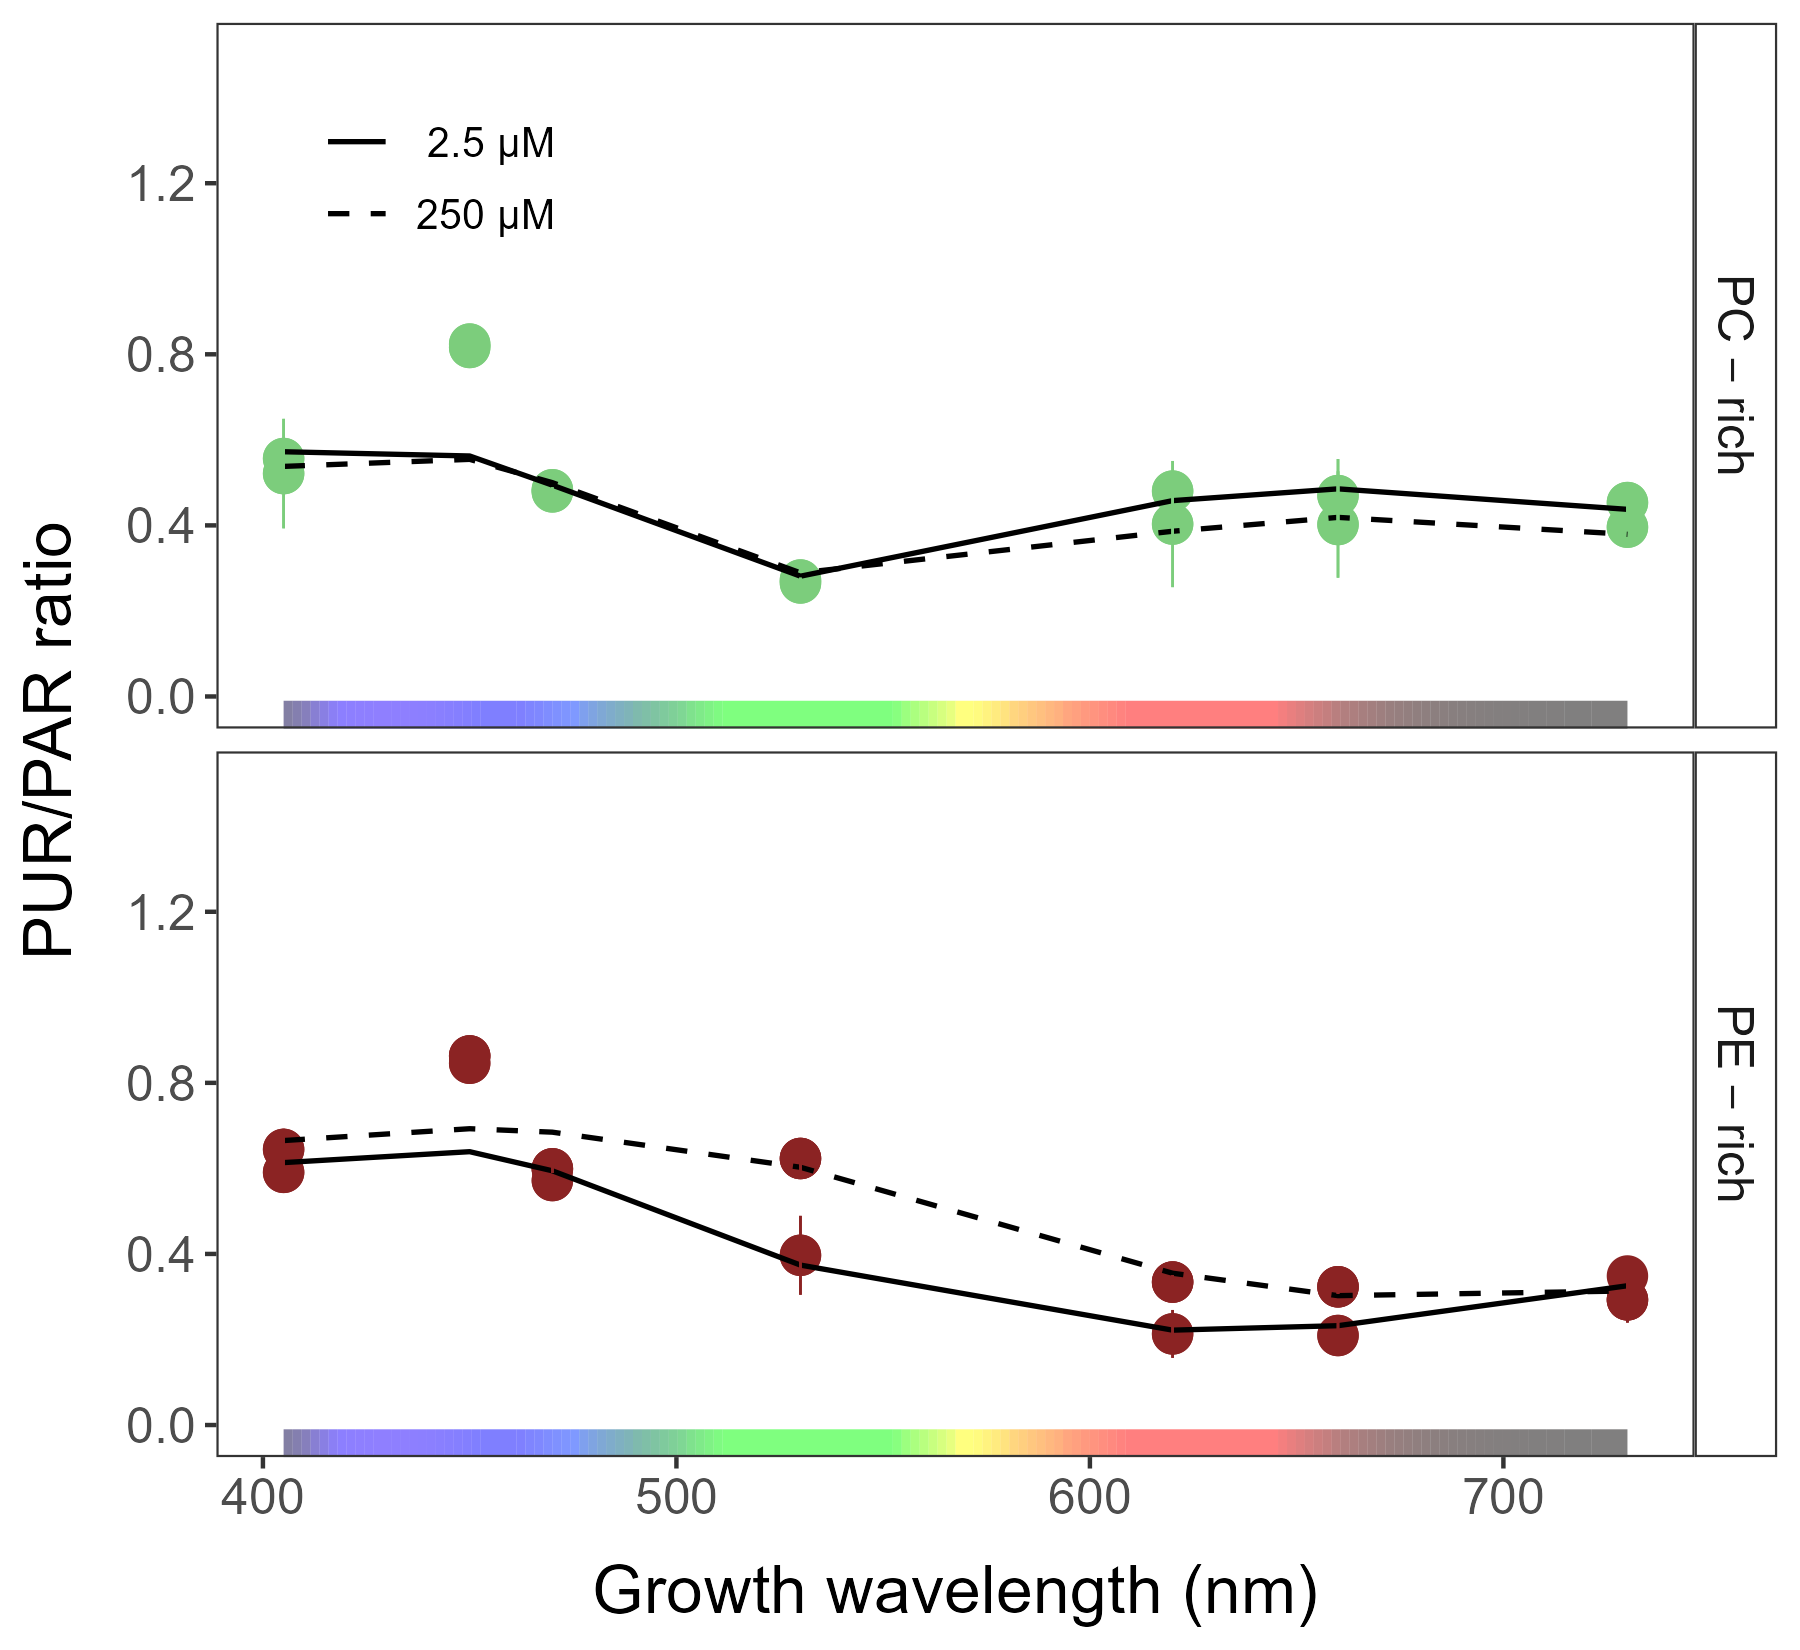 2.5 µM
250 µM
1.2
0.8
0.4
0.0
PC – rich
PUR/PAR ratio
1.2
0.8
0.4
0.0
PE – rich
400 500 600 700
Growth wavelength (nm)